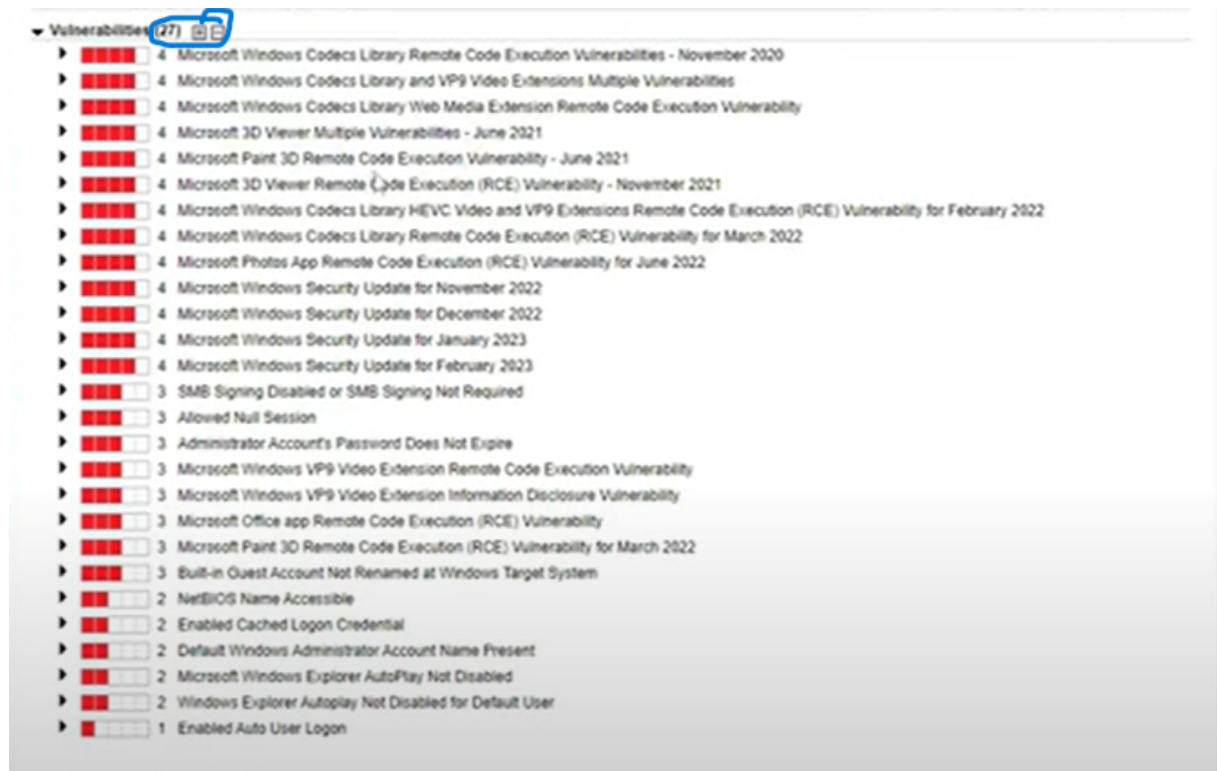 Vulnerabilities (27)
4 Microsoft Windows Codecs Library Remote Code Execution Vulnerabilities - November 2020
4 Microsoft Windows Codecs Library and VP9 Video Extensions Multiple Vulnerabilities
4 Microsoft Windows Codecs Library Web Media Extension Remote Code Execution Vulnerability
4 Microsoft 3D Viewer Multiple Vulnerabilities - June 2021
4 Microsoft Paint 3D Remote Code Execution Vulnerability - June 2021
4 Microsoft 3D Viewer Remote Code Execution (RCE) Vulnerability - November 2021
4 Microsoft Windows Codecs Library HEVC Video and VP9 Extensions Remote Code Execution (RCE) Vulnerability for February 2022
4 Microsoft Windows Codecs Library Remote Code Execution (RCE) Vulnerability for March 2022
4 Microsoft Photos App Remote Code Execution (RCE) Vulnerability for June 2022
4 Microsoft Windows Security Update for November 2022
4 Microsoft Windows Security Update for December 2022
4 Microsoft Windows Security Update for January 2023
4 Microsoft Windows Security Update for February 2023
3 SMB Signing Disabled or SMB Signing Not Required
3 Allowed Null Session
3 Administrator Account's Password Does Not Expire
3 Microsoft Windows VP9 Video Extension Remote Code Execution Vulnerability
3 Microsoft Windows VP9 Video Extension Information Disclosure Vulnerability
3 Microsoft Office app Remote Code Execution (RCE) Vulnerability
3 Microsoft Paint 3D Remote Code Execution (RCE) Vulnerability for March 2022
3 Built-in Guest Account Not Renamed at Windows Target System
2 NetBIOS Name Accessible
2 Enabled Cached Logon Credential
2 Default Windows Administrator Account Name Present
2 Microsoft Windows Explorer AutoPlay Not Disabled
2 Windows Explorer Autoplay Not Disabled for Default User
1 Enabled Auto User Logon